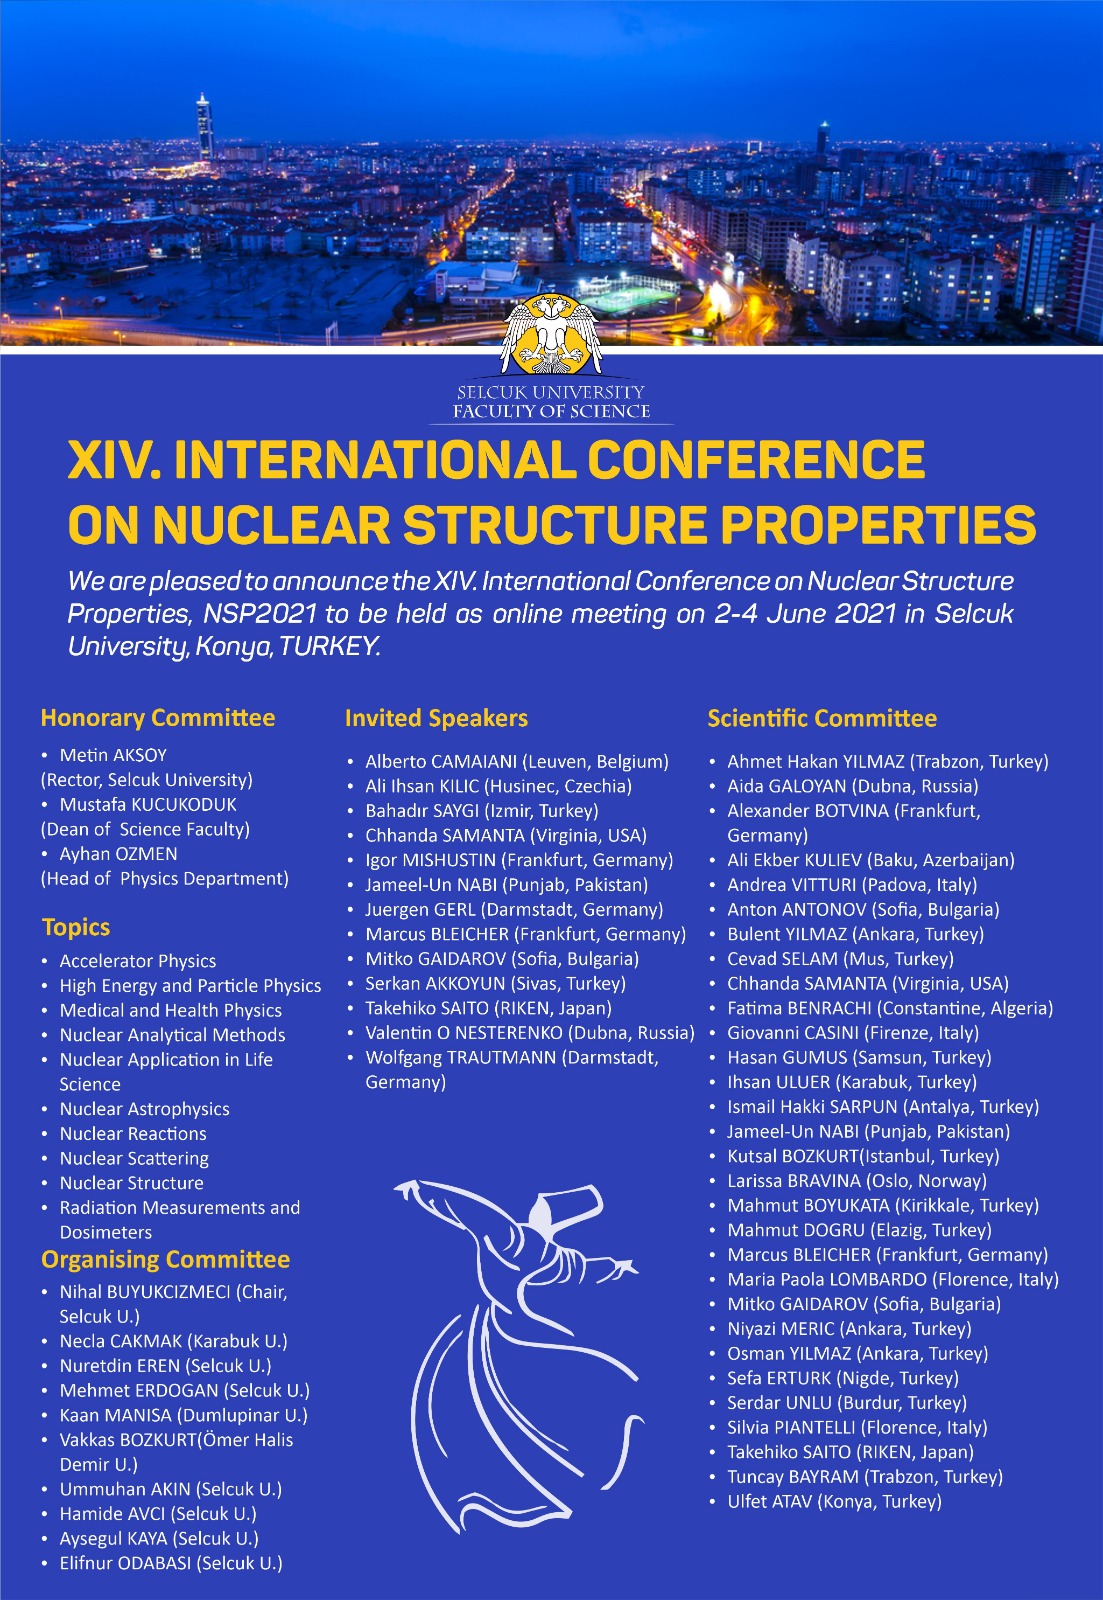 SELCUK UNIVERSITY
FACULTY OF SCIENCE
XIV. INTERNATIONAL CONFERENCE
ON NUCLEAR STRUCTURE PROPERTIES
We are pleased to announce the XIV. International Conference on Nuclear Structure
Properties, NSP2021 to be held as online meeting on 2-4 June 2021 in Selcuk
University, Konya, TURKEY.
Honorary Committee
• Metin AKSOY
(Rector, Selcuk University)
• Mustafa KUCUKODUK
(Dean of Science Faculty)
• Ayhan OZMEN
(Head of Physics Department)
Topics
• Accelerator Physics
• High Energy and Particle Physics
• Medical and Health Physics
• Nuclear Analytical Methods
• Nuclear Application in Life
Science
• Nuclear Astrophysics
• Nuclear Reactions
• Nuclear Scattering
• Nuclear Structure
• Radiation Measurements and
Dosimeters
Organising Committee
• Nihal BUYUKCIZMECI (Chair,
Selcuk U.)
• Necla CAKMAK (Karabuk U.)
• Nuretdin EREN (Selcuk U.)
• Mehmet ERDOGAN (Selcuk U.)
• Kaan MANISA (Dumlupinar U.)
• Vakkas BOZKURT(Ömer Halis
Demir U.)
• Ummuhan AKIN (Selcuk U.)
• Hamide AVCI (Selcuk U.)
• Aysegul KAYA (Selcuk U.)
• Elifnur ODABASI (Selcuk U.)
Invited Speakers
• Alberto CAMAIANI (Leuven, Belgium)
• Ali Ihsan KILIC (Husinec, Czechia)
• Bahadır SAYGI (Izmir, Turkey)
• Chhanda SAMANTA (Virginia, USA)
• Igor MISHUSTIN (Frankfurt, Germany)
• Jameel-Un NABI (Punjab, Pakistan)
• Juergen GERL (Darmstadt, Germany)
• Marcus BLEICHER (Frankfurt, Germany)
• Mitko GAIDAROV (Sofia, Bulgaria)
• Serkan AKKOYUN (Sivas, Turkey)
• Takehiko SAITO (RIKEN, Japan)
• Valentin O NESTERENKO (Dubna, Russia)
• Wolfgang TRAUTMANN (Darmstadt,
Germany)
Scientific Committee
• Ahmet Hakan YILMAZ (Trabzon, Turkey)
• Aida GALOYAN (Dubna, Russia)
• Alexander BOTVINA (Frankfurt,
Germany)
• Ali Ekber KULIEV (Baku, Azerbaijan)
• Andrea VITTURI (Padova, Italy)
• Anton ANTONOV (Sofia, Bulgaria)
• Bulent YILMAZ (Ankara, Turkey)
• Cevad SELAM (Mus, Turkey)
• Chhanda SAMANTA (Virginia, USA)
• Fatima BENRACHI (Constantine, Algeria)
• Giovanni CASINI (Firenze, Italy)
• Hasan GUMUS (Samsun, Turkey)
• Ihsan ULUER (Karabuk, Turkey)
• Ismail Hakki SARPUN (Antalya, Turkey)
• Jameel-Un NABI (Punjab, Pakistan)
• Kutsal BOZKURT(Istanbul, Turkey)
• Larissa BRAVINA (Oslo, Norway)
• Mahmut BOYUKATA (Kirikkale, Turkey)
• Mahmut DOGRU (Elazig, Turkey)
• Marcus BLEICHER (Frankfurt, Germany)
• Maria Paola LOMBARDO (Florence, Italy)
• Mitko GAIDAROV (Sofia, Bulgaria)
• Niyazi MERIC (Ankara, Turkey)
• Osman YILMAZ (Ankara, Turkey)
• Sefa ERTURK (Nigde, Turkey)
• Serdar UNLU (Burdur, Turkey)
• Silvia PIANTELLI (Florence, Italy)
• Takehiko SAITO (RIKEN, Japan)
• Tuncay BAYRAM (Trabzon, Turkey)
• Ulfet ATAV (Konya, Turkey)